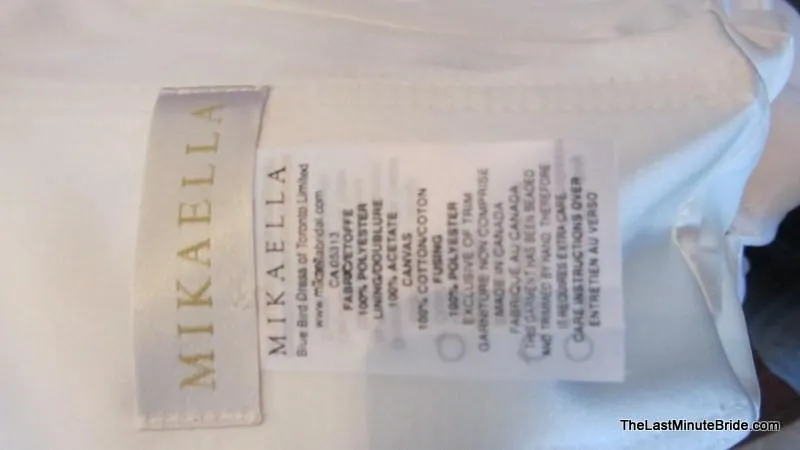 MIKAELLA
MIKAELLA
Blue Bird Dress of Toronto Limited
www.mikaellabridal.com
CA 05313
FABRIC/ETOFFE
100% POLYESTER
LINING/DOUBLURE
100% ACETATE
CANVAS
100% COTTON/COTON
FUSING
100% POLYESTER
EXCLUSIVE OF TRIM
GARNITURE NON COMPRISE
MADE IN CANADA
FABRIQUE AU CANADA
THIS GARMENT HAS BEEN BEADED
AND TRIMMED BY HAND, THEREFORE
IT REQUIRES EXTRA CARE
CARE INSTRUCTIONS OVER
ENTRETIEN AU VERSO
TheLastMinuteBride.com